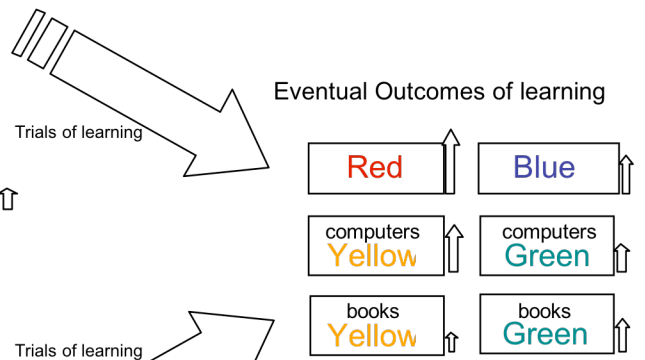 Eventual Outcomes of learning
Trials of learning
Red
Blue
computers
Yellow
computers
Green
books
Yellow
books
Green
Trials of learning